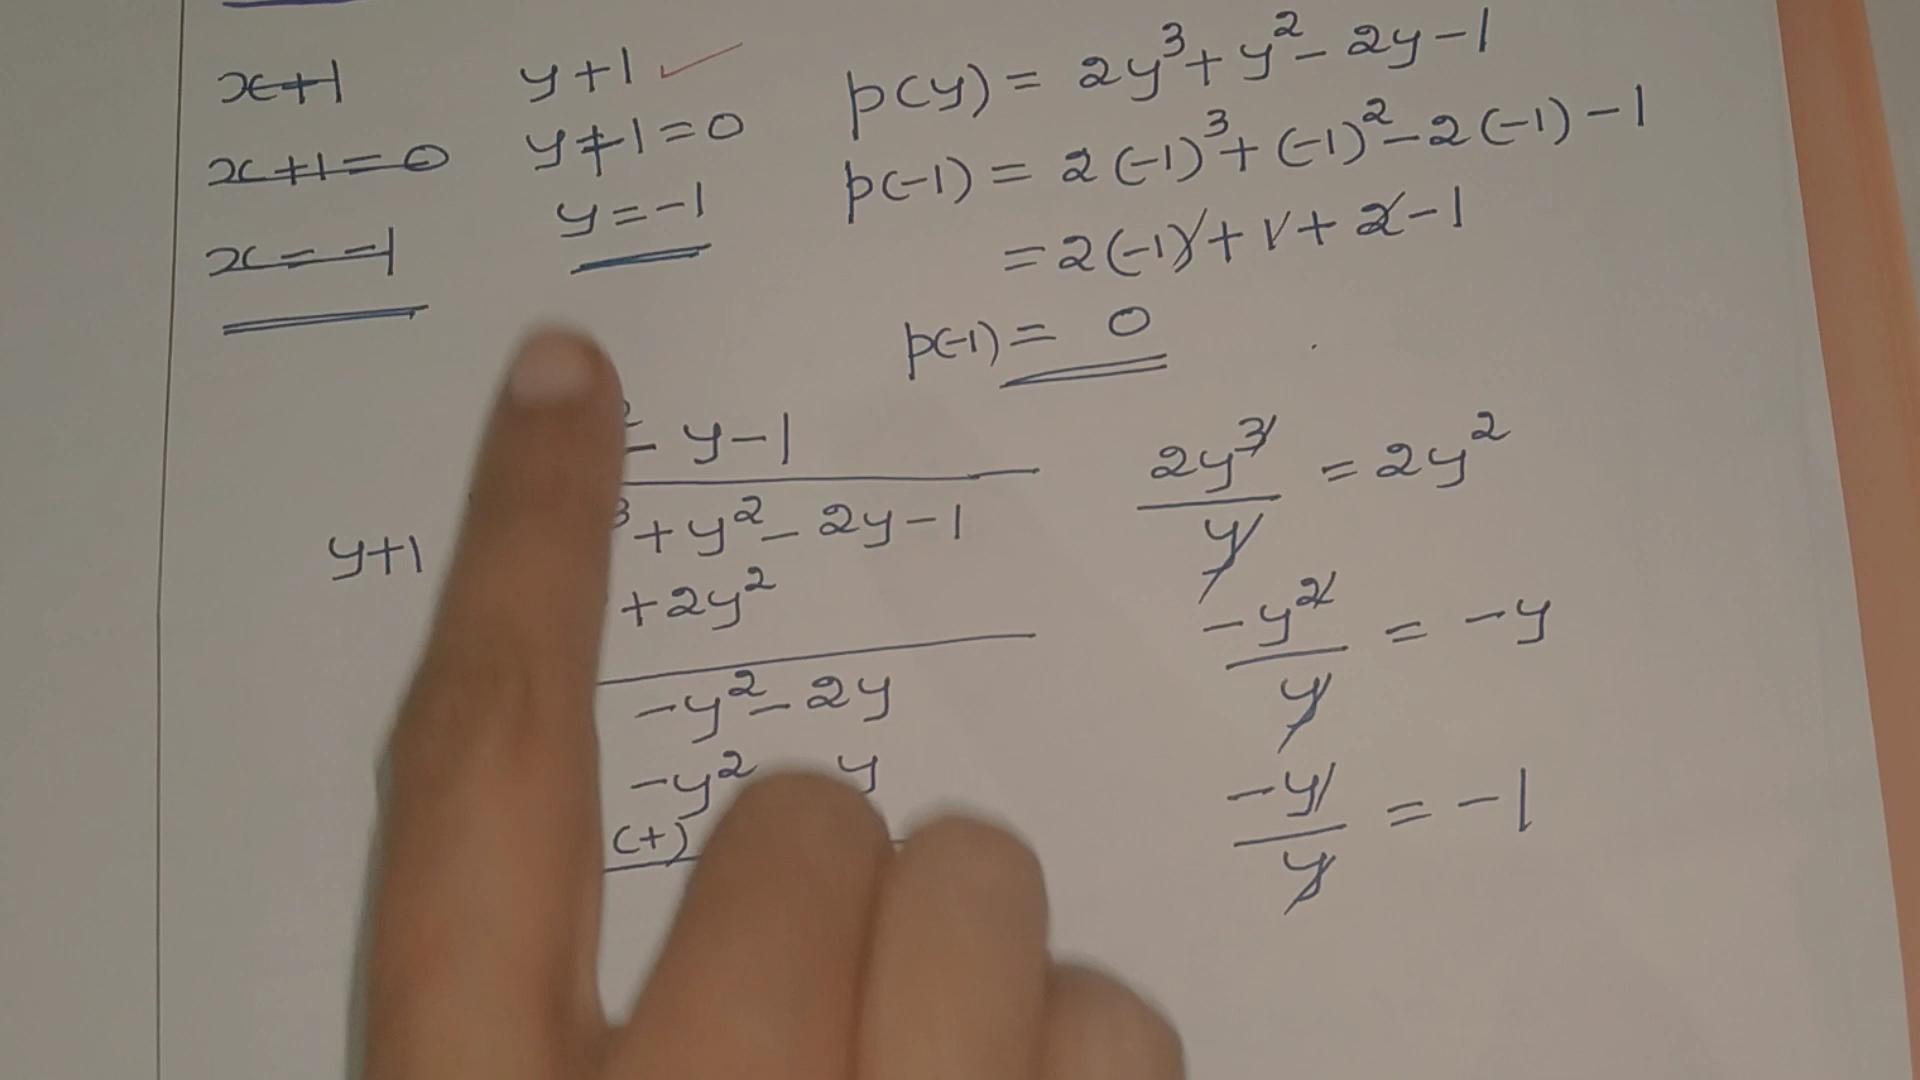 x+1
x+1=0
x=-1
y+1 ✓
y+1=0
y=-1
p(y) = 2y³+y²-2y-1
p(-1) = 2(-1)³+(-1)²-2(-1)-1
= 2(-1)+1+2-1
p(-1) = 0
- y-1
y+1
³+y²-2y-1
+2y²
-y²-2y
-y² y
(+)
2y³/y = 2y²
-y²/y = -y
-y/y = -1